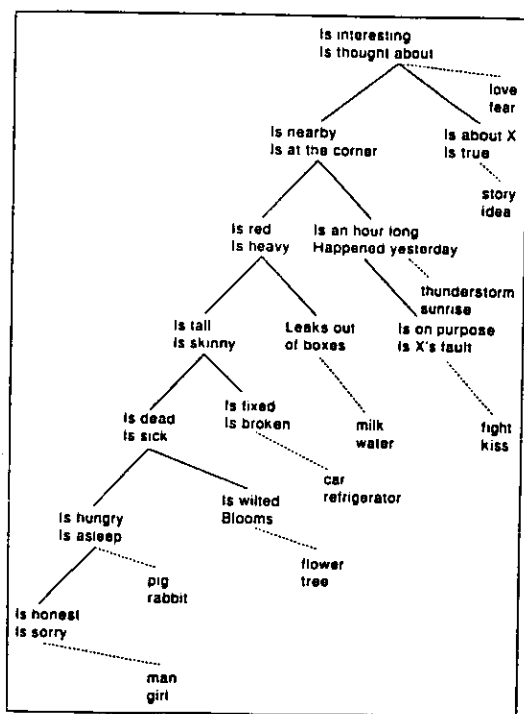 Is interesting
Is thought about
love
fear
Is nearby
Is at the corner
Is about X
Is true
story
idea
Is red
Is heavy
Is an hour long
Happened yesterday
thunderstorm
sunrise
Is tall
Is skinny
Leaks out
of boxes
Is on purpose
Is X's fault
Is dead
Is sick
Is fixed
Is broken
milk
water
fight
kiss
car
refrigerator
Is hungry
Is asleep
Is wilted
Blooms
flower
tree
pig
rabbit
Is honest
Is sorry
man
girl